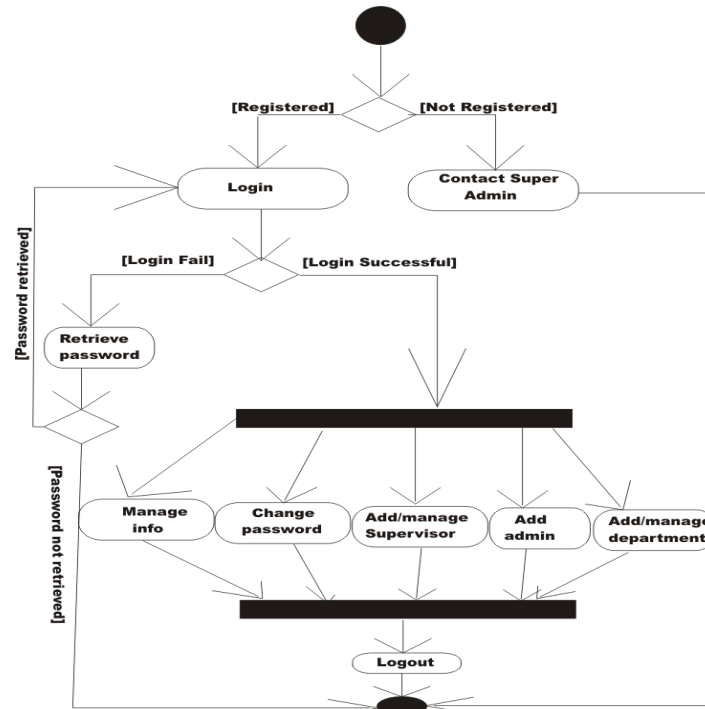 [Registered]
[Not Registered]
Login
Contact Super
Admin
[Login Fail]
[Login Successful]
[Password retrieved]
Retrieve
password
[Password not retrieved]
Manage
info
Change
password
Add/manage
Supervisor
Add
admin
Add/manage
department
Logout